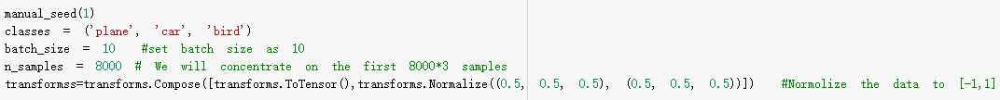 manual_seed(1)
classes = ('plane', 'car', 'bird')
batch_size = 10 #set batch size as 10
n_samples = 8000 # We will concentrate on the first 8000*3 samples
transformss=transforms.Compose([transforms.ToTensor(),transforms.Normalize((0.5, 0.5, 0.5), (0.5, 0.5, 0.5))]) #Normolize the data to [-1,1]